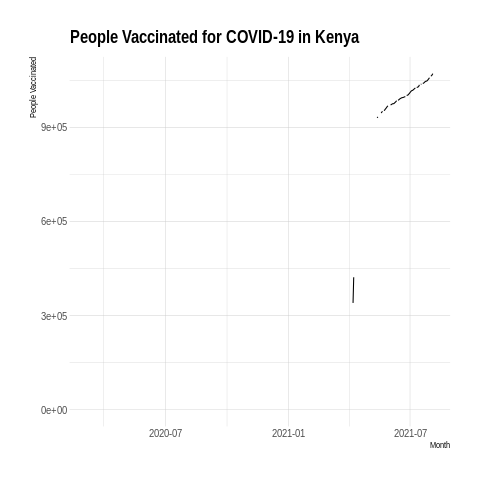 People Vaccinated for COVID-19 in Kenya
People Vaccinated
9e+05
6e+05
3e+05
0e+00
2020-07 2021-01 2021-07
Month